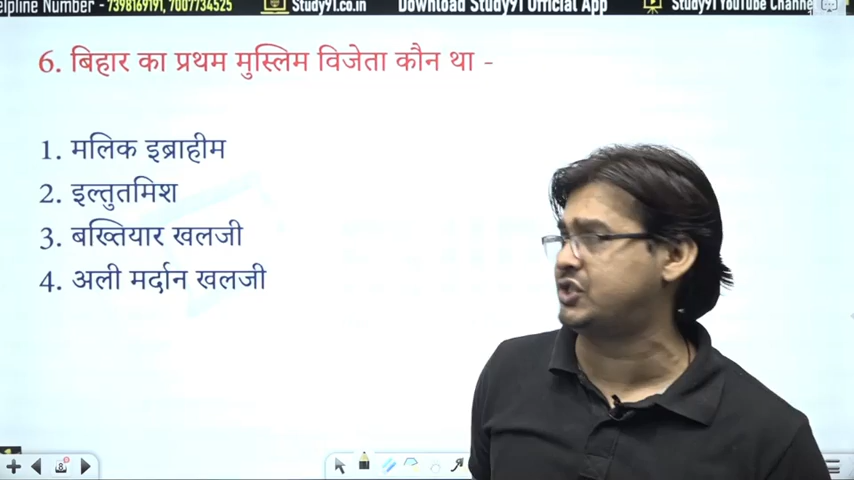 elpline Number - 7398169191, 7007734525 Study91.co.in Download Study91 Official App Study91 YouTube Channe
6. बिहार का प्रथम मुस्लिम विजेता कौन था -
1. मलिक इब्राहीम
2. इल्तुतमिश
3. बख्तियार खलजी
4. अली मर्दान खलजी